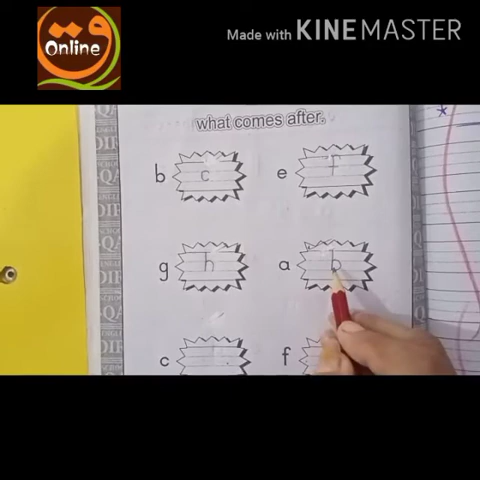 Online
Made with KINEMASTER
what comes after.
b c e f
g h a b
c f